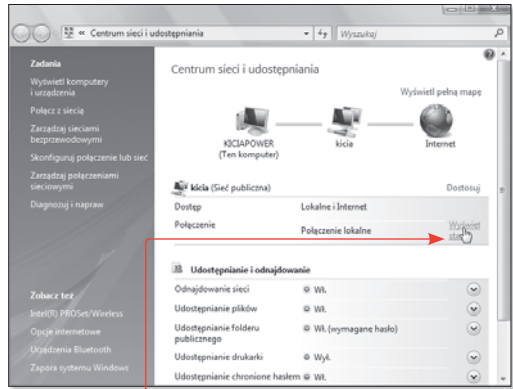 « Centrum sieci i udostępniania
Wyszukaj
Zadania
Wyświetl komputery
i urządzenia
Połącz z siecią
Zarządzaj sieciami
bezprzewodowymi
Skonfiguruj połączenie lub sieć
Zarządzaj połączeniami
sieciowymi
Diagnozuj i napraw
Zobacz też
Intel(R) PROSet/Wireless
Opcje internetowe
Urządzenia Bluetooth
Zapora systemu Windows
Centrum sieci i udostępniania
Wyświetl pełną mapę
KICIAPOWER
(Ten komputer)
kicia
Internet
kicia (Sieć publiczna)
Dostosuj
Dostęp
Lokalne i Internet
Połączenie
Połączenie lokalne
Wyświetl
Udostępnianie i odnajdowanie
Odnajdowanie sieci
Wł.
Udostępnianie plików
Wł.
Udostępnianie folderu
publicznego
Wł. (wymagane hasło)
Udostępnianie drukarki
Wył.
Udostępnianie chronione hasłem
Wł.